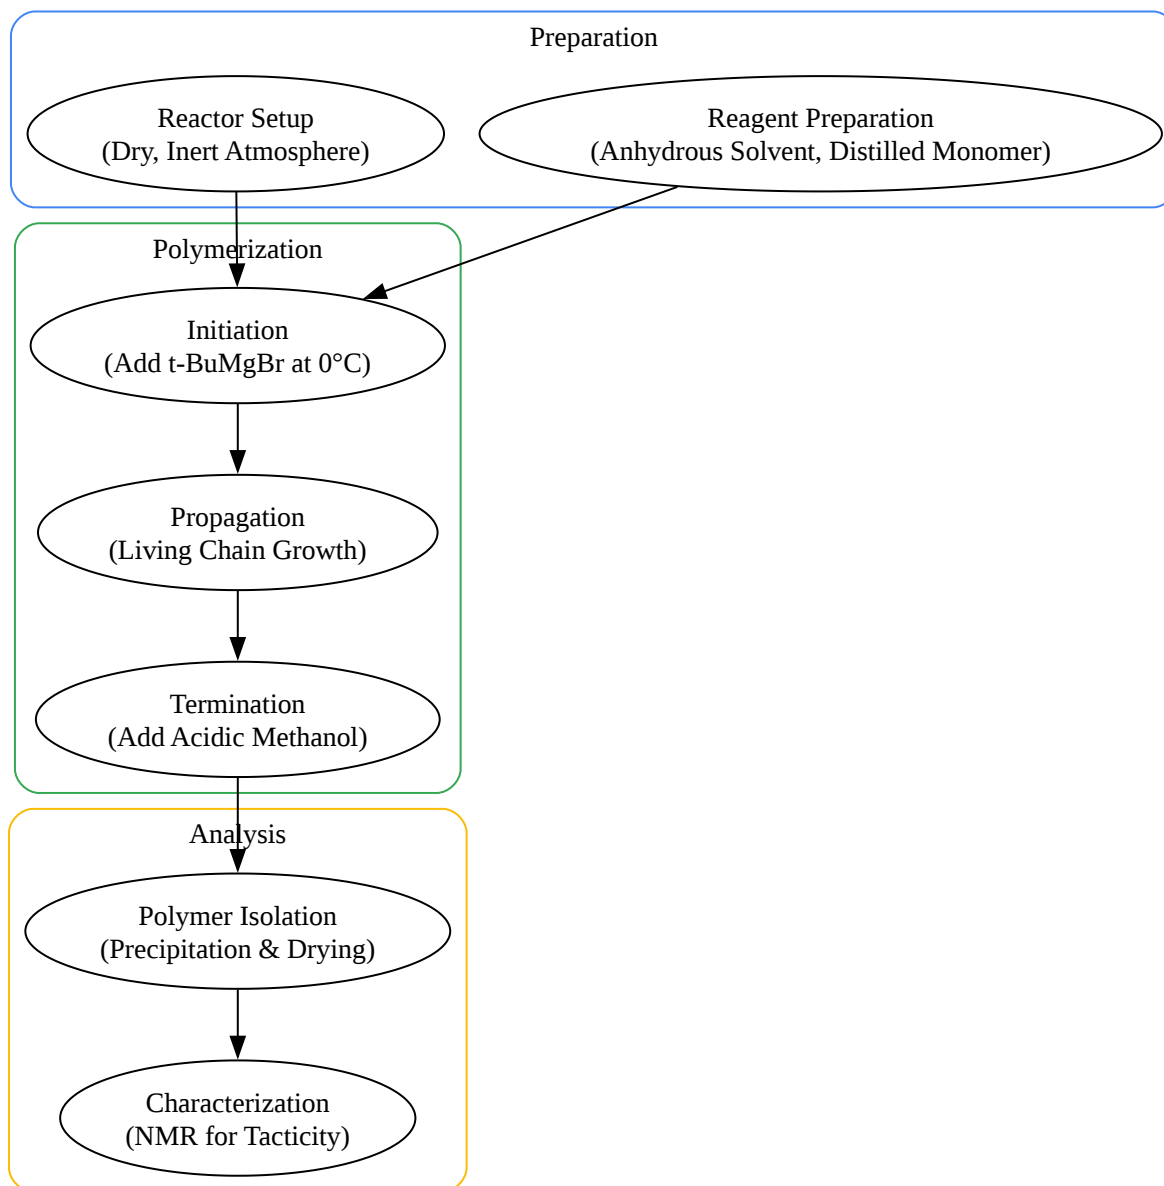 Preparation
Reactor Setup
(Dry, Inert Atmosphere)
Reagent Preparation
(Anhydrous Solvent, Distilled Monomer)
Polymerization
Initiation
(Add t-BuMgBr at 0°C)
Propagation
(Living Chain Growth)
Termination
(Add Acidic Methanol)
Analysis
Polymer Isolation
(Precipitation & Drying)
Characterization
(NMR for Tacticity)